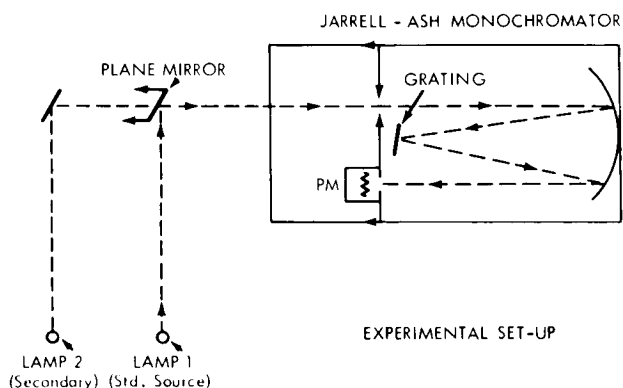 JARRELL - ASH MONOCHROMATOR
PLANE MIRROR
GRATING
PM
EXPERIMENTAL SET-UP
LAMP 2
(Secondary)
LAMP 1
(Std. Source)